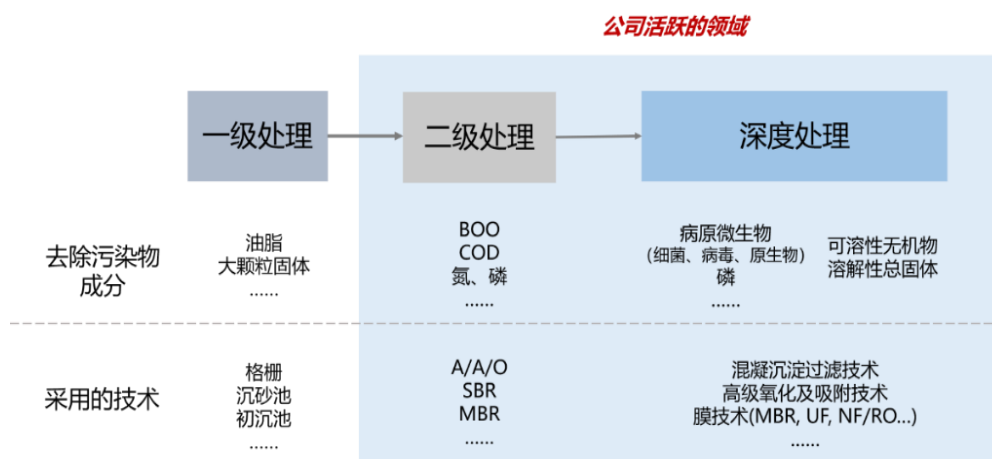 公司活跃的领域
一级处理
二级处理
深度处理
去除污染物
成分
油脂
大颗粒固体
......
BOO
COD
氮、磷
......
病原微生物
(细菌、病毒、原生物)
磷
......
可溶性无机物
溶解性总固体
采用的技术
格栅
沉砂池
初沉池
......
A/A/O
SBR
MBR
......
混凝沉淀过滤技术
高级氧化及吸附技术
膜技术(MBR, UF, NF/RO...)
......